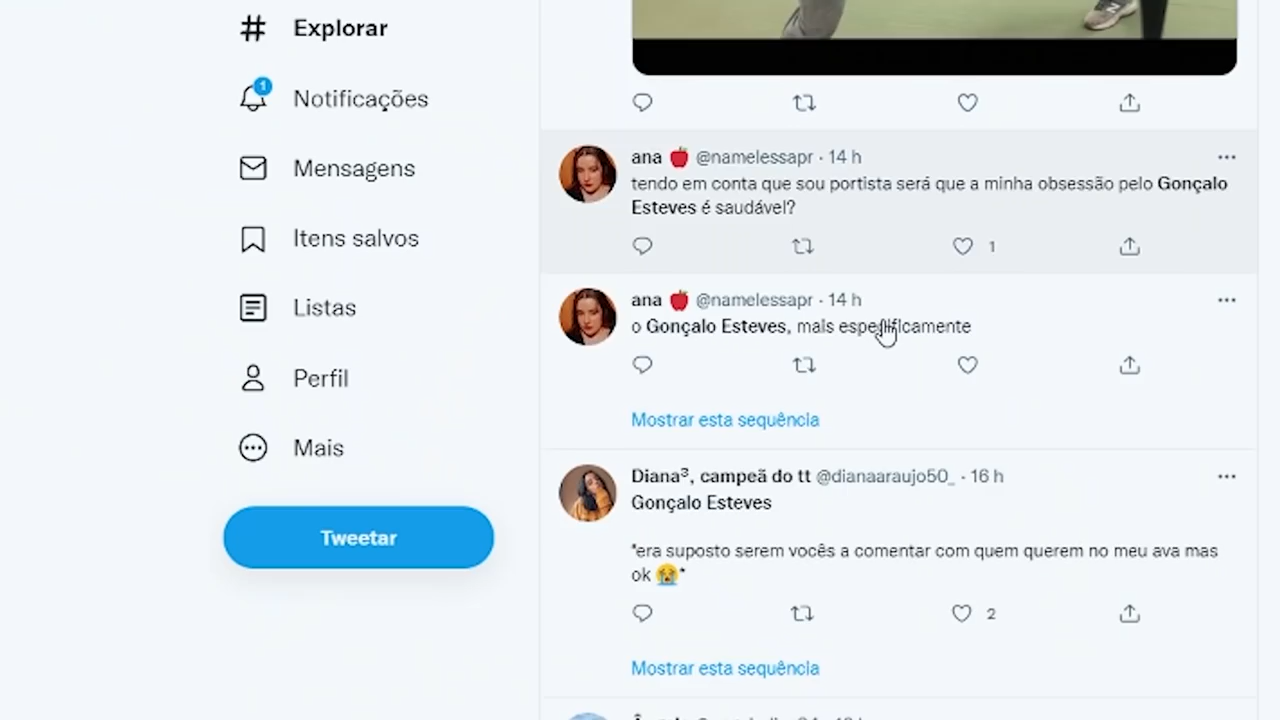 Explorar
1
Notificações
Mensagens
Itens salvos
Listas
Perfil
Mais
Tweetar
ana 🍎 @namelessapr · 14 h
tendo em conta que sou portista será que a minha obsessão pelo Gonçalo
Esteves é saudável?
1
ana 🍎 @namelessapr · 14 h
o Gonçalo Esteves, mais especificamente
Mostrar esta sequência
Diana³, campeã do tt @dianaaraujo50_ · 16 h
Gonçalo Esteves
*era suposto serem vocês a comentar com quem querem no meu ava mas
ok 😭*
2
Mostrar esta sequência